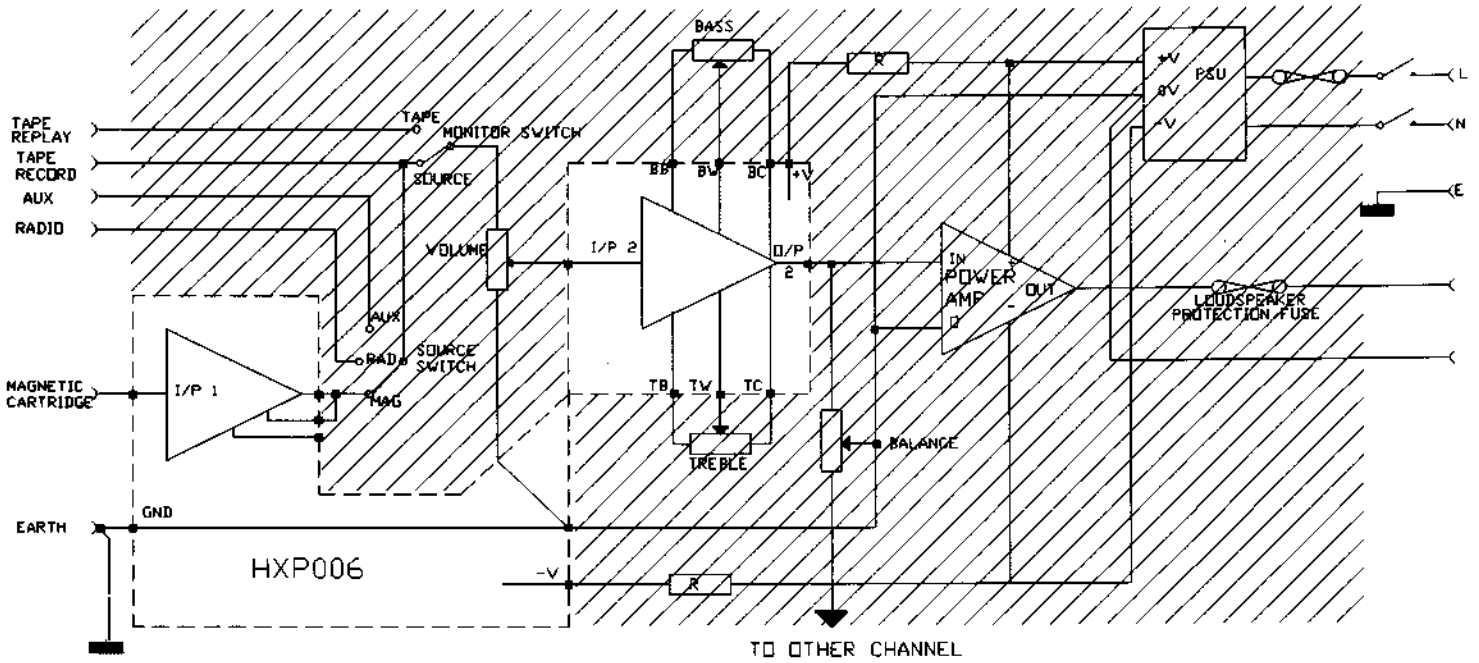 BASS
R
+V
PSU
0V
-V
L
N
E
TAPE
REPLAY
TAPE
RECORD
AUX
RADIO
TAPE
MONITOR SWITCH
SOURCE
VOLUME
BB
BW
BC
+V
I/P 2
O/P
2
IN
POWER
AMP
0
+
-
OUT
LOUDSPEAKER
PROTECTION FUSE
AUX
RAD
SOURCE
SWITCH
MAG
MAGNETIC
CARTRIDGE
I/P 1
TB
TW
TC
TREBLE
BALANCE
EARTH
GND
HXP006
-V
R
TO OTHER CHANNEL